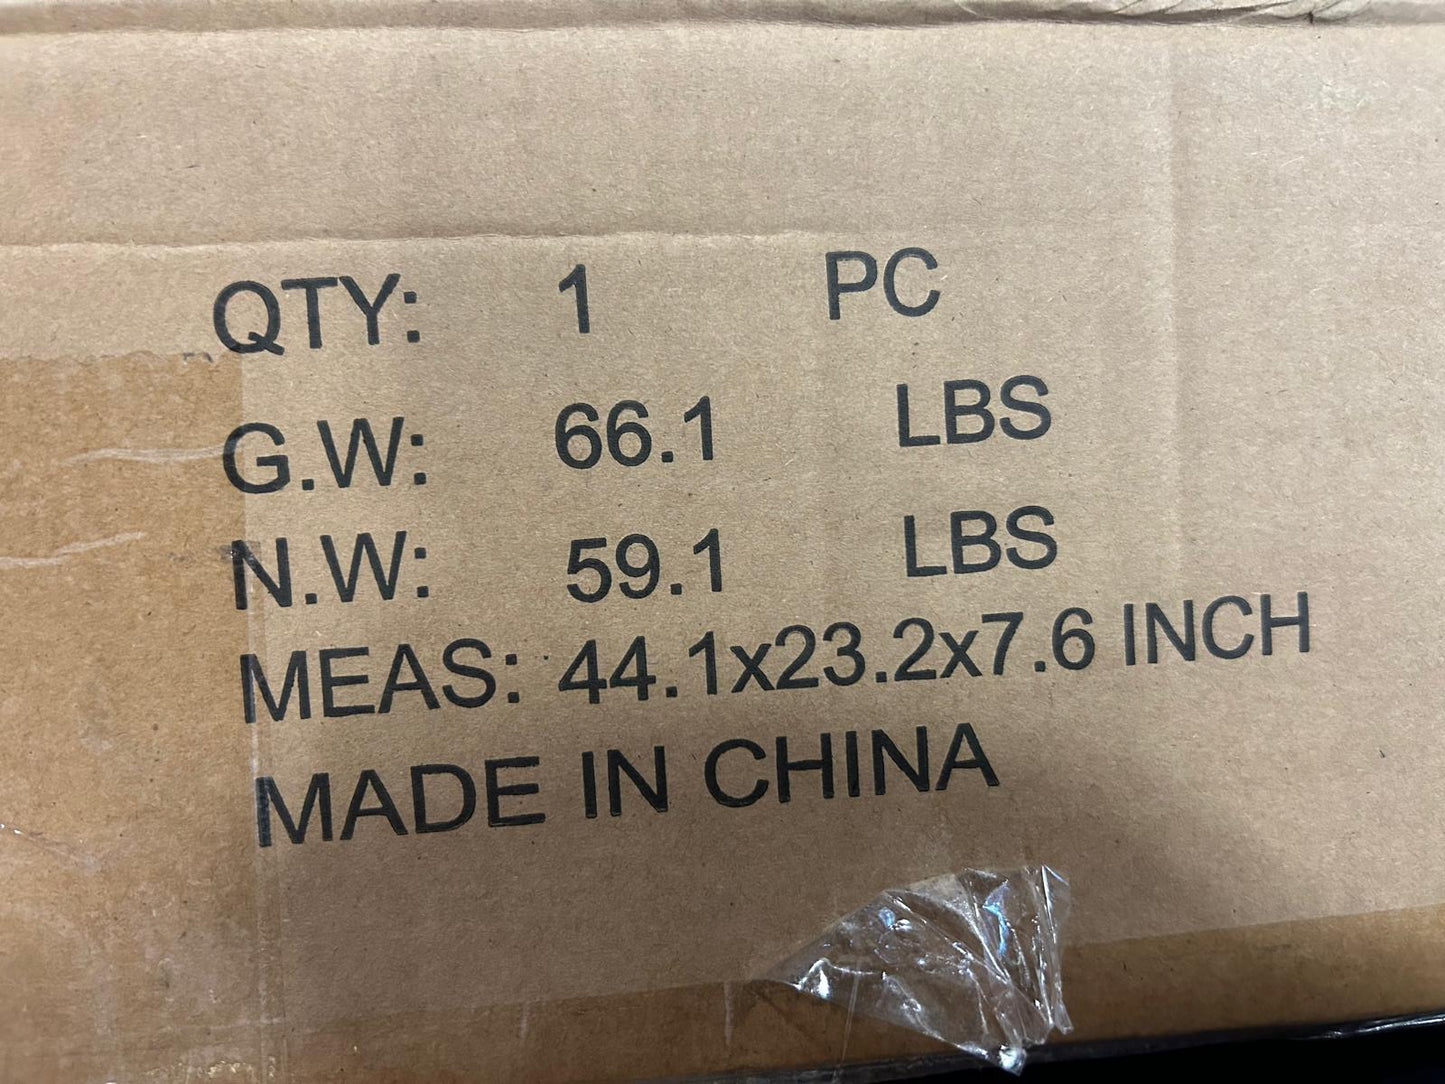 QTY: 1 PC
G.W: 66.1 LBS
N.W: 59.1 LBS
MEAS: 44.1x23.2x7.6 INCH
MADE IN CHINA